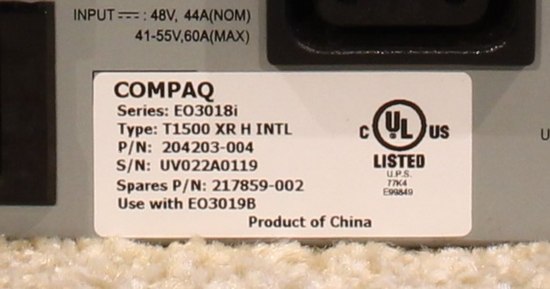 INPUT ⎓: 48V, 44A(NOM)
41-55V,60A(MAX)
COMPAQ
Series: EO3018i
Type: T1500 XR H INTL
P/N: 204203-004
S/N: UV022A0119
Spares P/N: 217859-002
Use with EO3019B
Product of China
C UL US
LISTED
U.P.S.
77K4
E99849
U